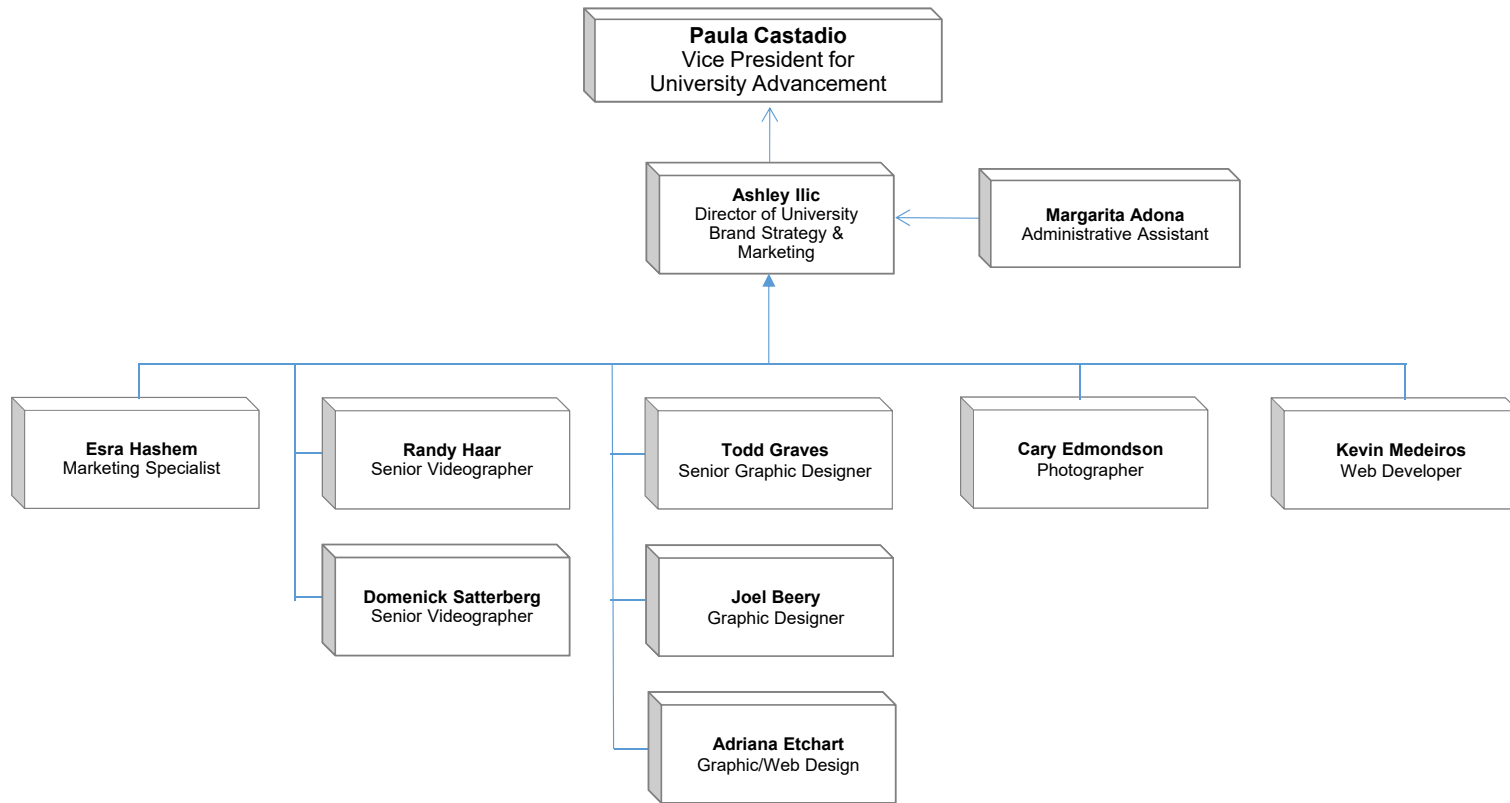 Paula Castadio
Vice President for
University Advancement
Ashley Ilic
Director of University
Brand Strategy &
Marketing
Margarita Adona
Administrative Assistant
Esra Hashem
Marketing Specialist
Randy Haar
Senior Videographer
Todd Graves
Senior Graphic Designer
Cary Edmondson
Photographer
Kevin Medeiros
Web Developer
Domenick Satterberg
Senior Videographer
Joel Beery
Graphic Designer
Adriana Etchart
Graphic/Web Design